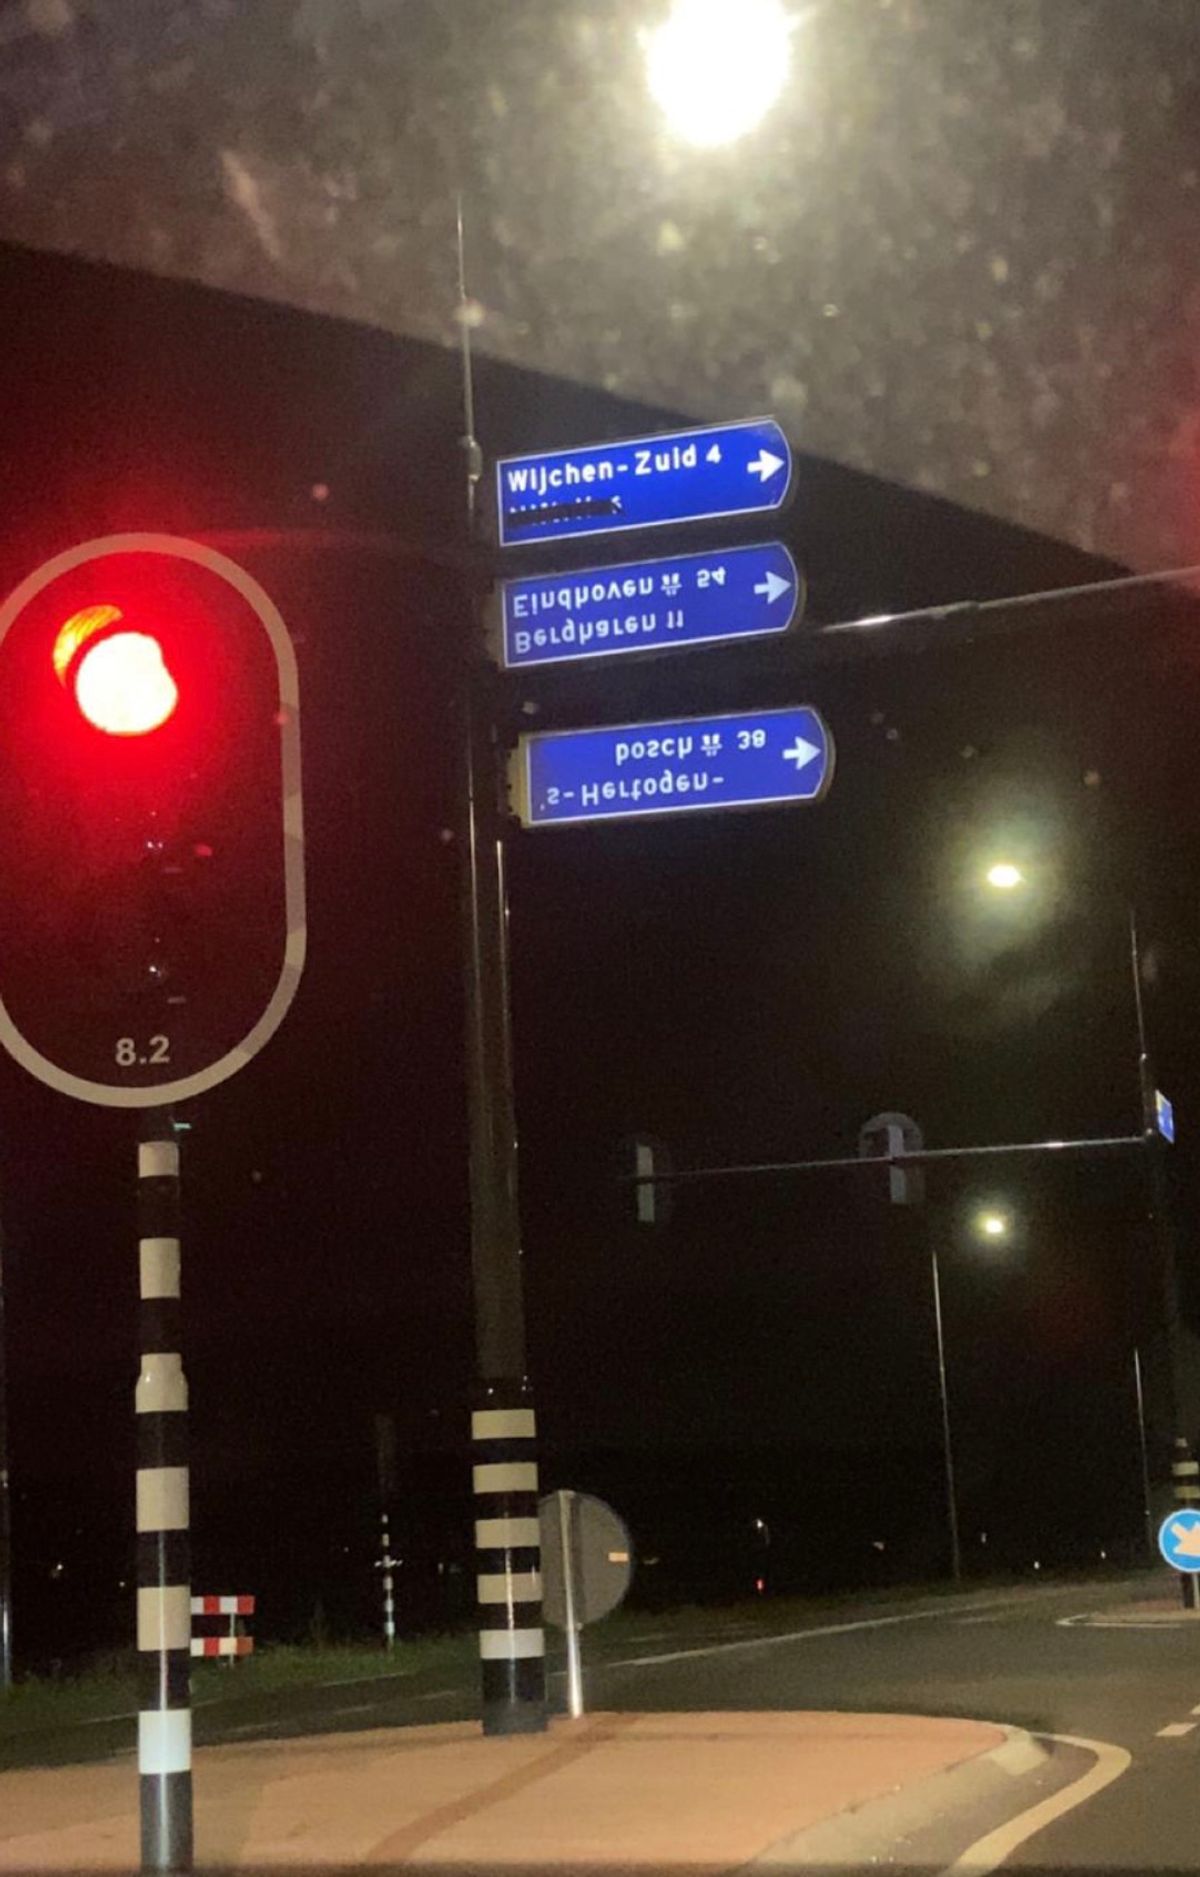 Wijchen-Zuid 4
Bergharen 11
Eindhoven 54
's-Hertogen-
bosch 38
8.2